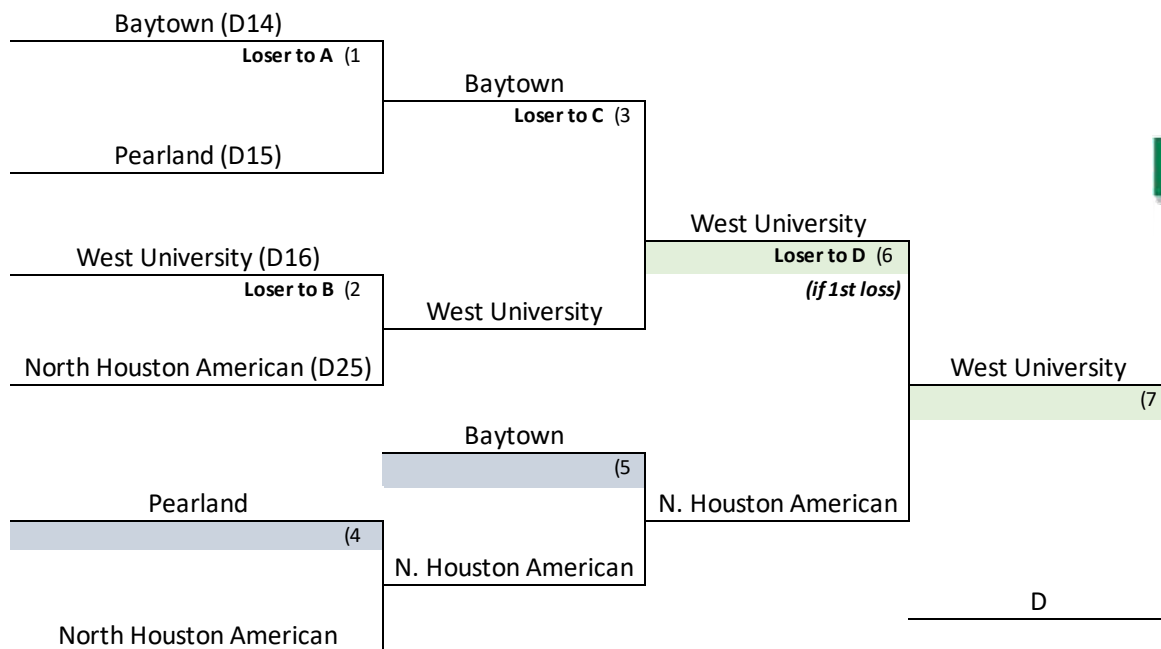 Baytown (D14)
Loser to A (1
Baytown
Loser to C (3
Pearland (D15)
West University
West University (D16)
Loser to D (6
Loser to B (2
(if 1st loss)
West University
North Houston American (D25)
West University
(7
Baytown
(5
Pearland
N. Houston American
(4
N. Houston American
D
North Houston American